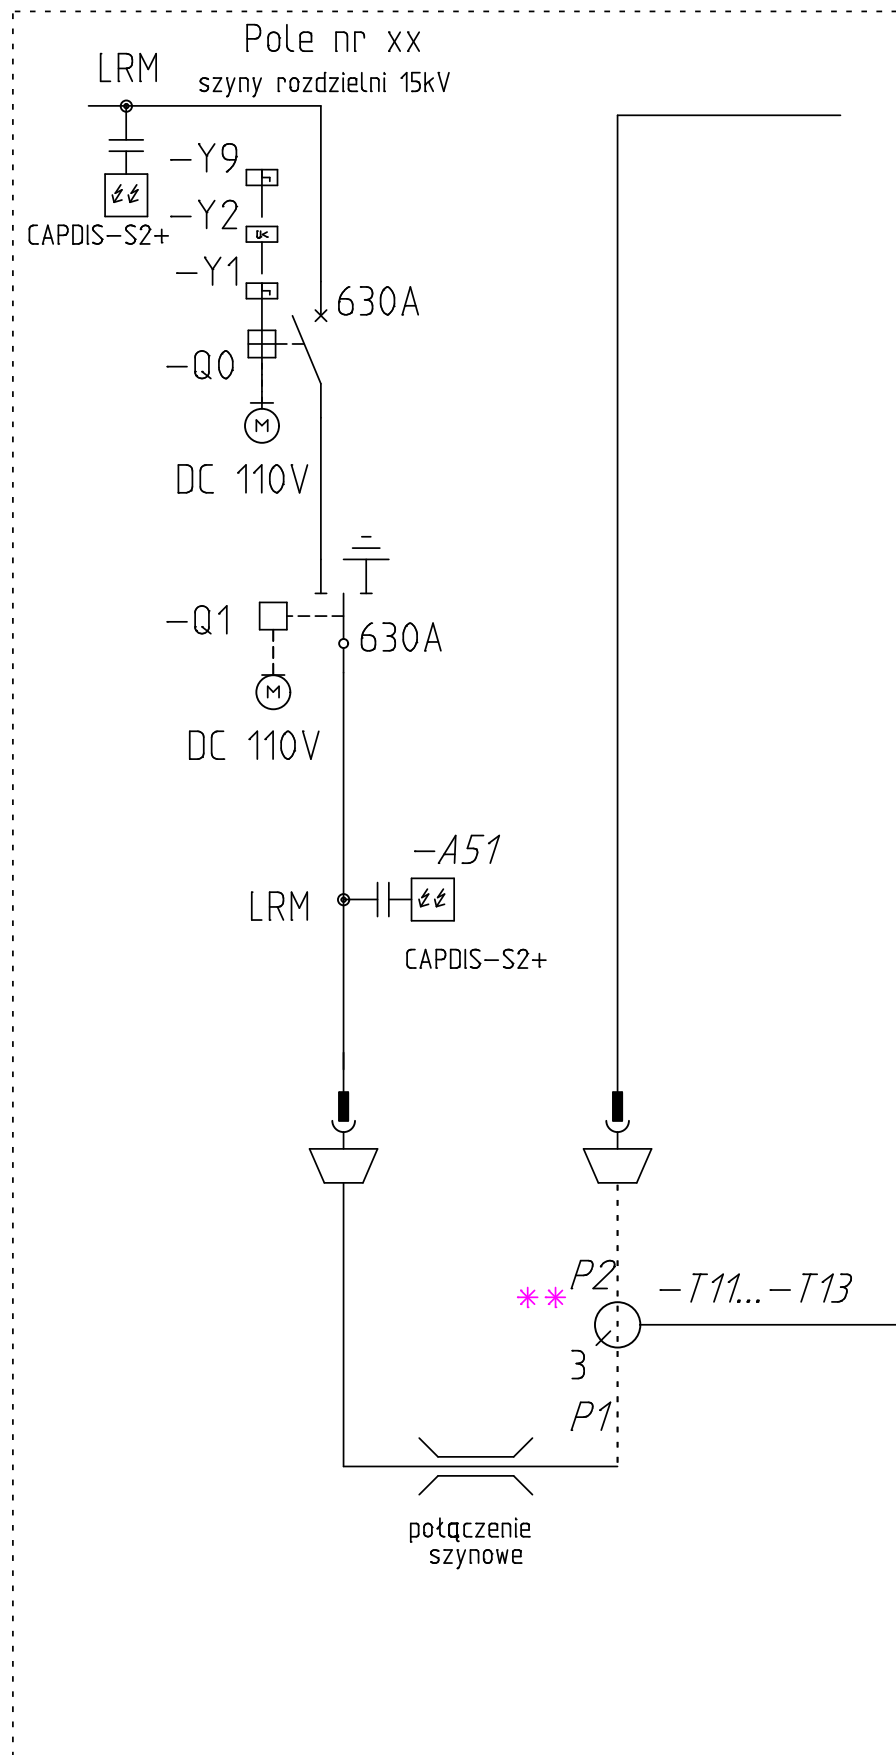 Pole nr xx
LRM
szyny rozdzielni 15kV
-Y9
-Y2
U<
CAPDIS-S2+
-Y1
630A
-Q0
M
DC 110V
-Q1
630A
M
DC 110V
-A51
LRM
CAPDIS-S2+
P2
-T11...-T13
**
3
P1
połączenie
szynowe